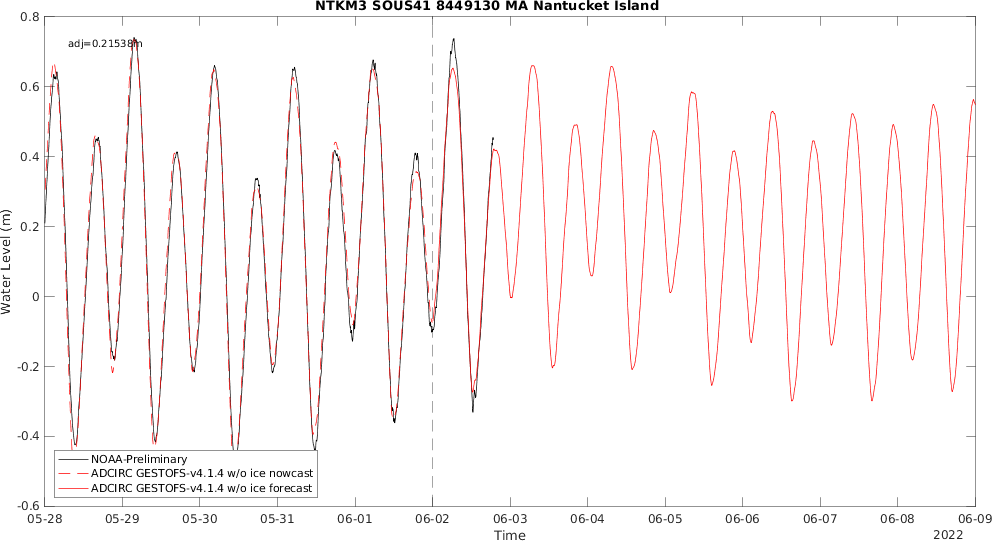 NTKM3 SOUS41 8449130 MA Nantucket Island
0.8
adj=0.21538m
0.6
0.4
0.2
0
-0.2
-0.4
-0.6
Water Level (m)
NOAA-Preliminary
ADCIRC GESTOFS-v4.1.4 w/o ice nowcast
ADCIRC GESTOFS-v4.1.4 w/o ice forecast
05-28 05-29 05-30 05-31 06-01 06-02 06-03 06-04 06-05 06-06 06-07 06-08 06-09
Time
2022